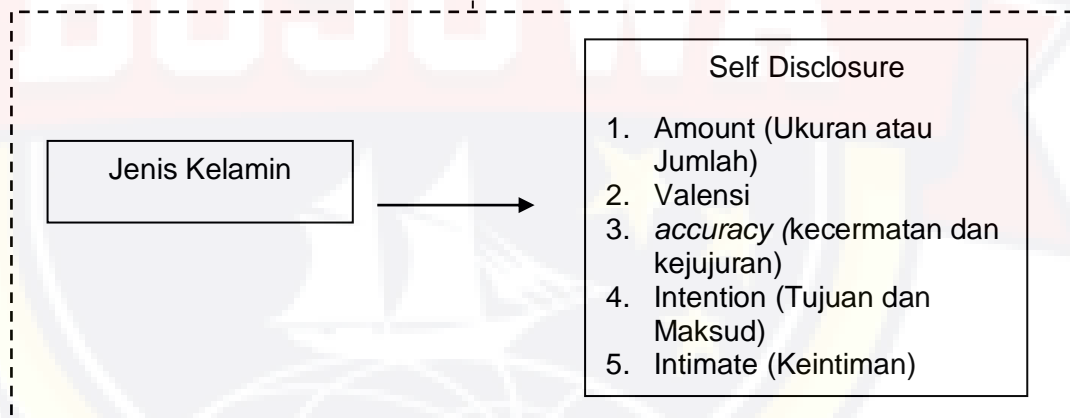 BOSOWA
Jenis Kelamin
Self Disclosure
1. Amount (Ukuran atau
Jumlah)
2. Valensi
3. accuracy (kecermatan dan
kejujuran)
4. Intention (Tujuan dan
Maksud)
5. Intimate (Keintiman)